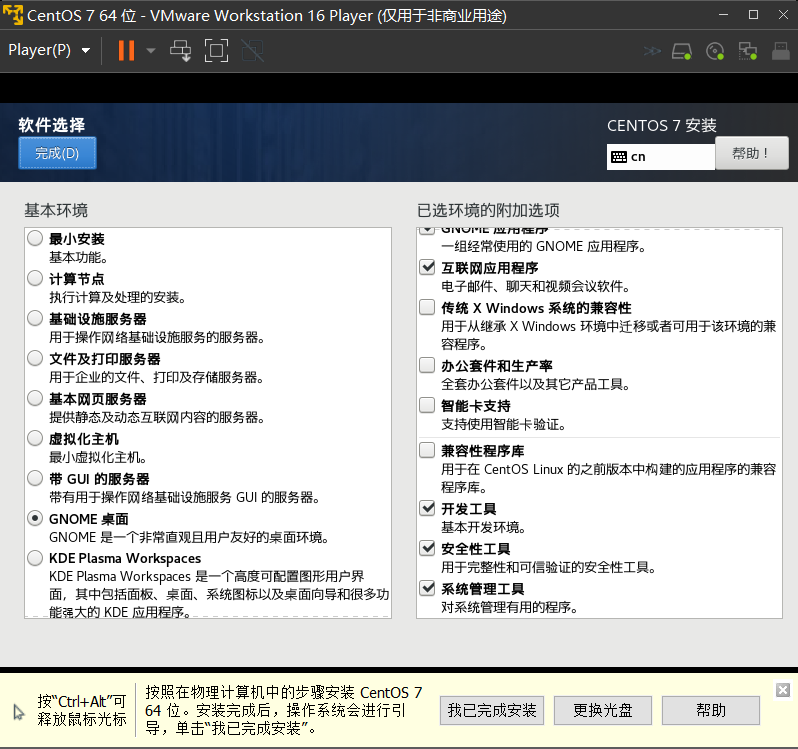 CentOS 7 64 位 - VMware Workstation 16 Player (仅用于非商业用途)
Player(P)
软件选择
完成(D)
CENTOS 7 安装
cn
帮助！
基本环境
最小安装
基本功能。
计算节点
执行计算及处理的安装。
基础设施服务器
用于操作网络基础设施服务的服务器。
文件及打印服务器
用于企业的文件、打印及存储服务器。
基本网页服务器
提供静态及动态互联网内容的服务器。
虚拟化主机
最小虚拟化主机。
带 GUI 的服务器
带有用于操作网络基础设施服务 GUI 的服务器。
GNOME 桌面
GNOME 是一个非常直观且用户友好的桌面环境。
KDE Plasma Workspaces
KDE Plasma Workspaces 是一个高度可配置图形用户界
面，其中包括面板、桌面、系统图标以及桌面向导和很多功
能强大的 KDE 应用程序。
已选环境的附加选项
GNOME 应用程序
一组经常使用的 GNOME 应用程序。
互联网应用程序
电子邮件、聊天和视频会议软件。
传统 X Windows 系统的兼容性
用于从继承 X Windows 环境中迁移或者可用于该环境的兼
容程序。
办公套件和生产率
全套办公套件以及其它产品工具。
智能卡支持
支持使用智能卡验证。
兼容性程序库
用于在 CentOS Linux 的之前版本中构建的应用程序的兼容
程序库。
开发工具
基本开发环境。
安全性工具
用于完整性和可信验证的安全性工具。
系统管理工具
对系统管理有用的程序。
按“Ctrl+Alt”可
释放鼠标光标
按照在物理计算机中的步骤安装 CentOS 7
64 位。安装完成后，操作系统会进行引
导，单击“我已完成安装”。
我已完成安装
更换光盘
帮助